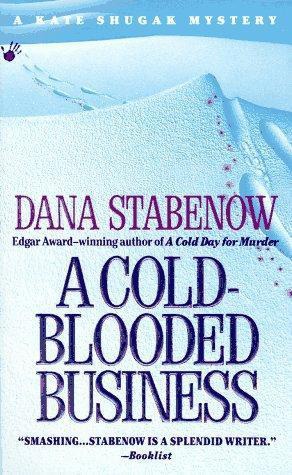 A KATE SHUGAK MYSTERY
DANA STABENOW
Edgar Award–winning author of A Cold Day for Murder
A COLD-
BLOODED
BUSINESS
"SMASHING...STABENOW IS A SPLENDID WRITER."
—Booklist